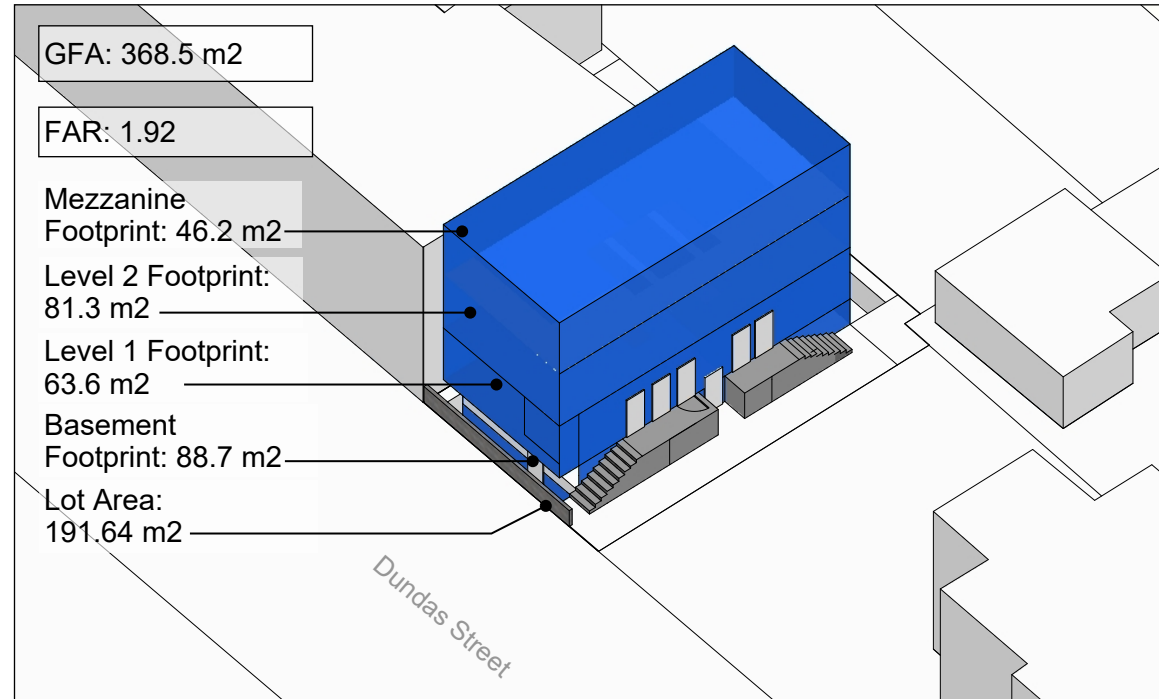 GFA: 368.5 m2
FAR: 1.92
Mezzanine
Footprint: 46.2 m2
Level 2 Footprint:
81.3 m2
Level 1 Footprint:
63.6 m2
Basement
Footprint: 88.7 m2
Lot Area:
191.64 m2
Dundas Street